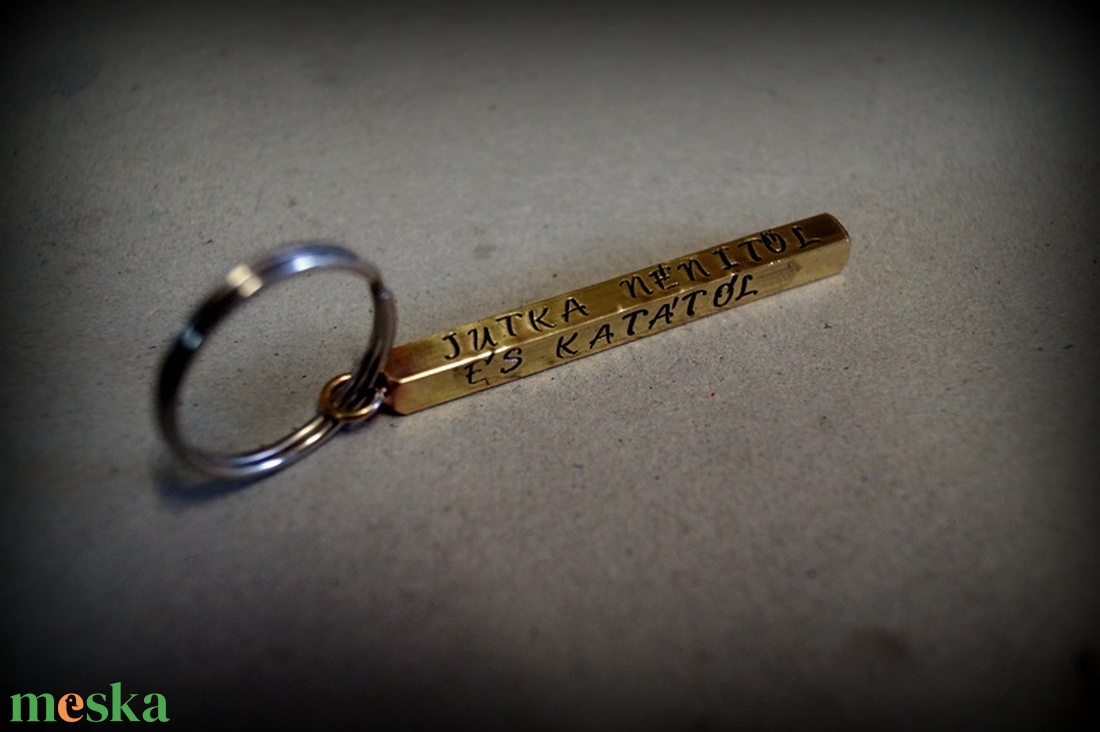 JUTKA NÉNITŐL
ÉS KATÁTÓL
meska